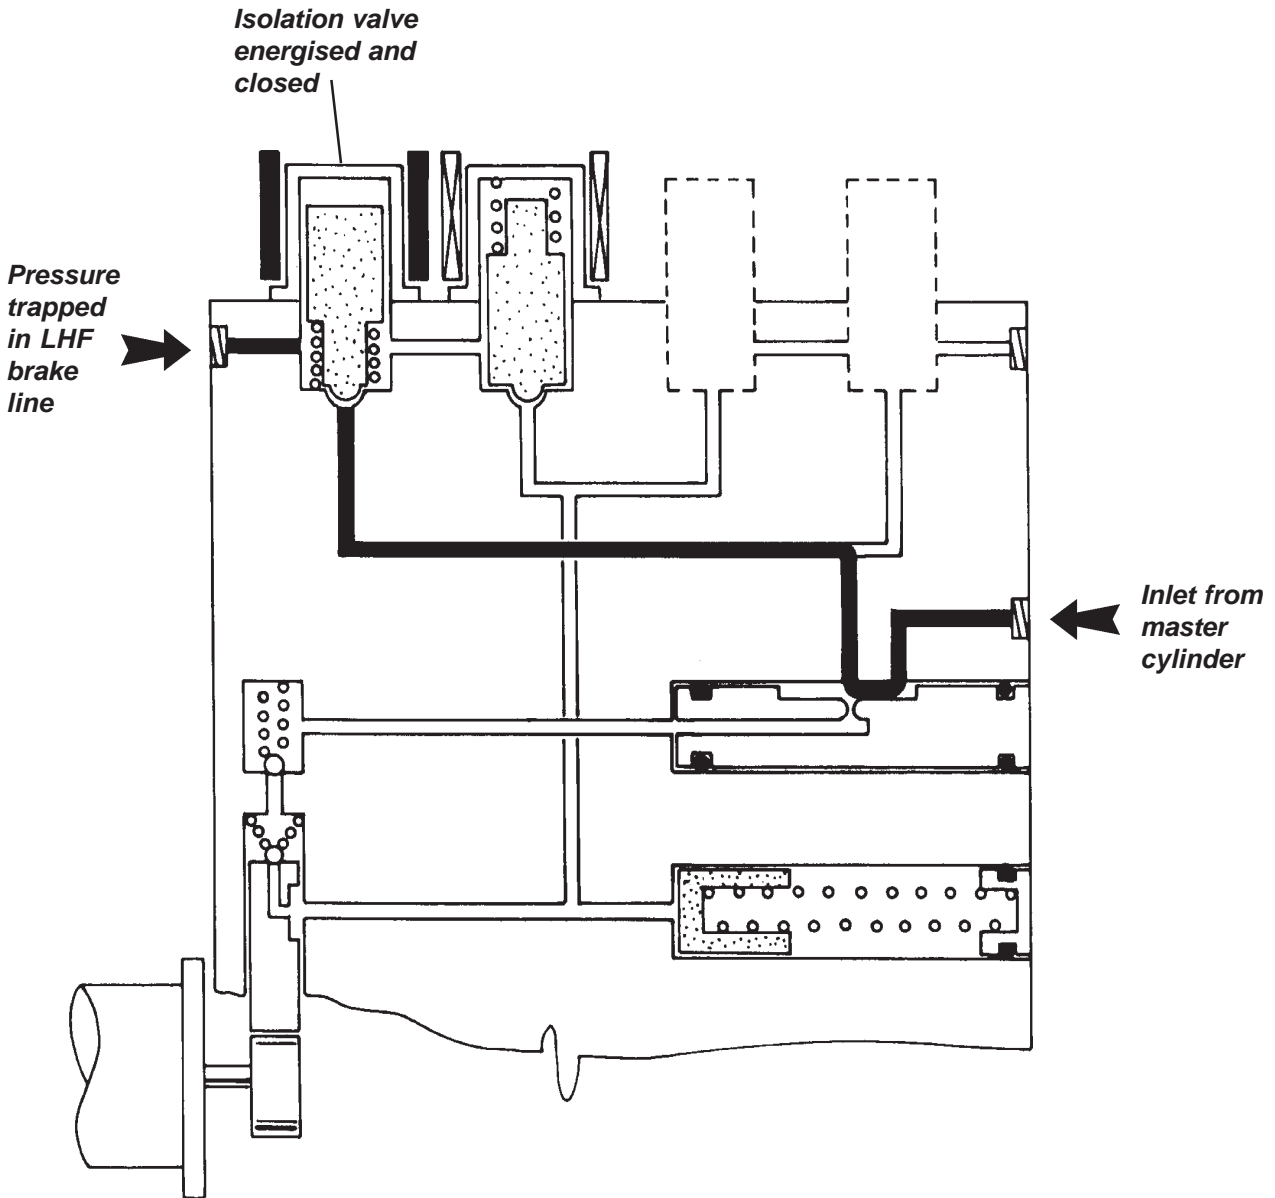 Isolation valve
energised and
closed
Pressure
trapped
in LHF
brake
line
Inlet from
master
cylinder